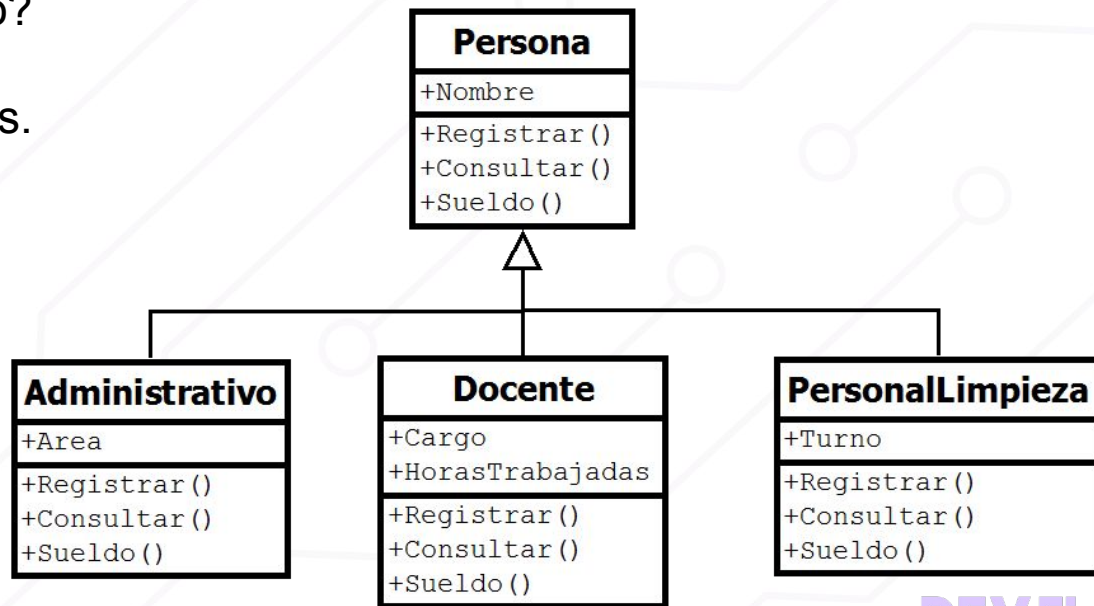 s.
Persona
+Nombre
+Registrar()
+Consultar()
+Sueldo()
Administrativo
+Area
+Registrar()
+Consultar()
+Sueldo()
Docente
+Cargo
+HorasTrabajadas
+Registrar()
+Consultar()
+Sueldo()
PersonalLimpieza
+Turno
+Registrar()
+Consultar()
+Sueldo()